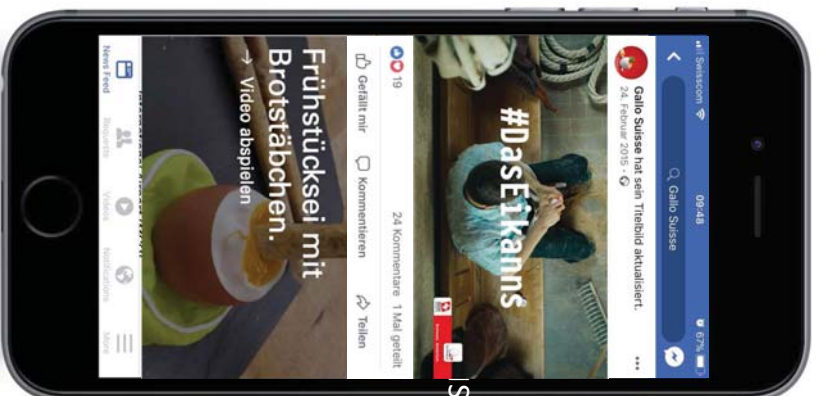 Swisscom 09:48 67%
Gallo Suisse
Gallo Suisse hat sein Titelbild aktualisiert.
24. Februar 2015
#DasEikanns
19 24 Kommentare 1 Mal geteilt
Gefällt mir Kommentieren Teilen
Frühstücksei mit
Brotstäbchen.
→ Video abspielen
News Feed Requests Videos Notifications More
S